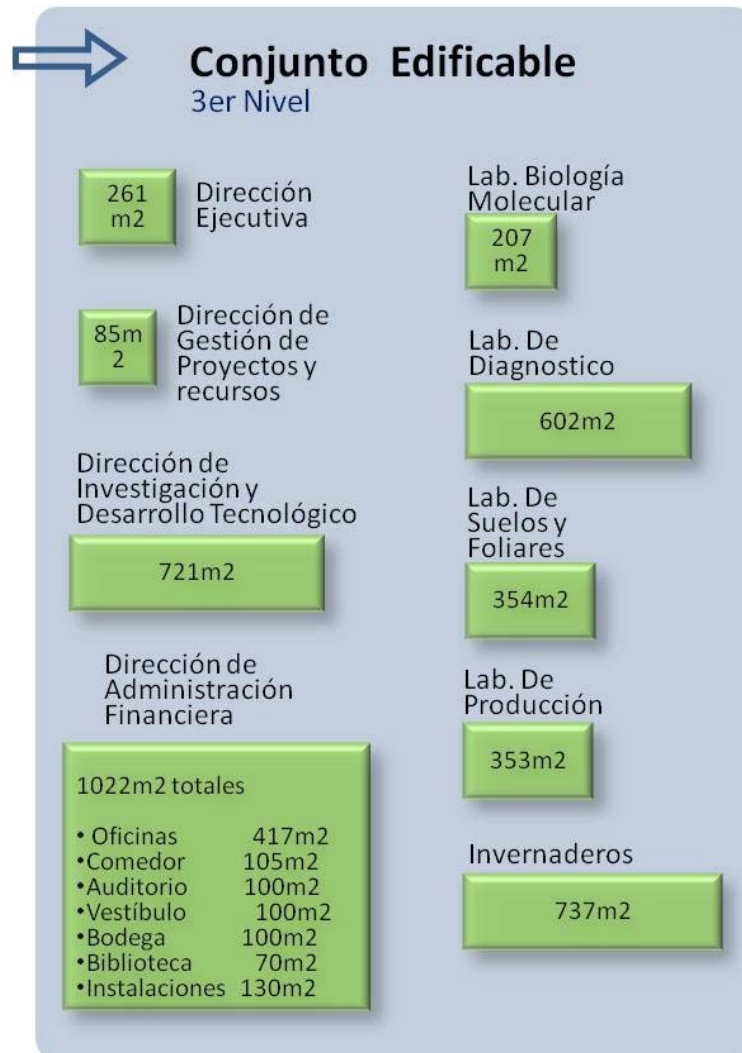 Conjunto Edificable
3er Nivel
261
m2
Dirección
Ejecutiva
85m
2
Dirección de
Gestión de
Proyectos y
recursos
Dirección de
Investigación y
Desarrollo Tecnológico
721m2
Dirección de
Administración
Financiera
1022m2 totales
• Oficinas 417m2
•Comedor 105m2
•Auditorio 100m2
•Vestíbulo 100m2
•Bodega 100m2
•Biblioteca 70m2
•Instalaciones 130m2
Lab. Biología
Molecular
207
m2
Lab. De
Diagnostico
602m2
Lab. De
Suelos y
Foliares
354m2
Lab. De
Producción
353m2
Invernaderos
737m2